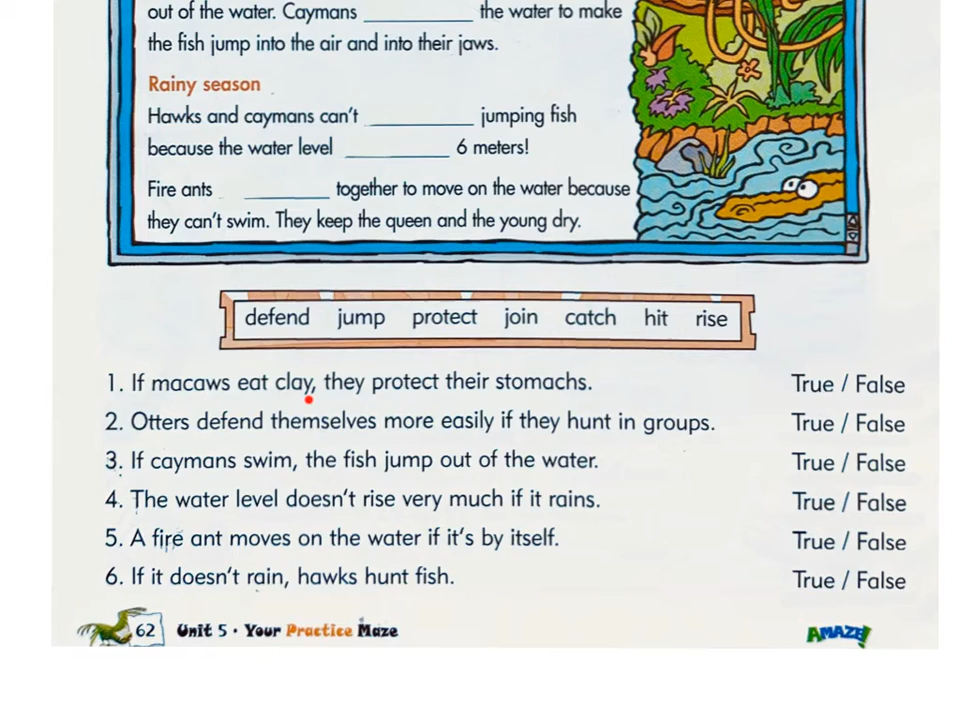 out of the water. Caymans __________ the water to make
the fish jump into the air and into their jaws.
Rainy season
Hawks and caymans can't __________ jumping fish
because the water level __________ 6 meters!
Fire ants ________ together to move on the water because
they can't swim. They keep the queen and the young dry.
defend jump protect join catch hit rise
1. If macaws eat clay, they protect their stomachs. True / False
2. Otters defend themselves more easily if they hunt in groups. True / False
3. If caymans swim, the fish jump out of the water. True / False
4. The water level doesn't rise very much if it rains. True / False
5. A fire ant moves on the water if it's by itself. True / False
6. If it doesn't rain, hawks hunt fish. True / False
62 Unit 5 • Your Practice Maze AMAZE!